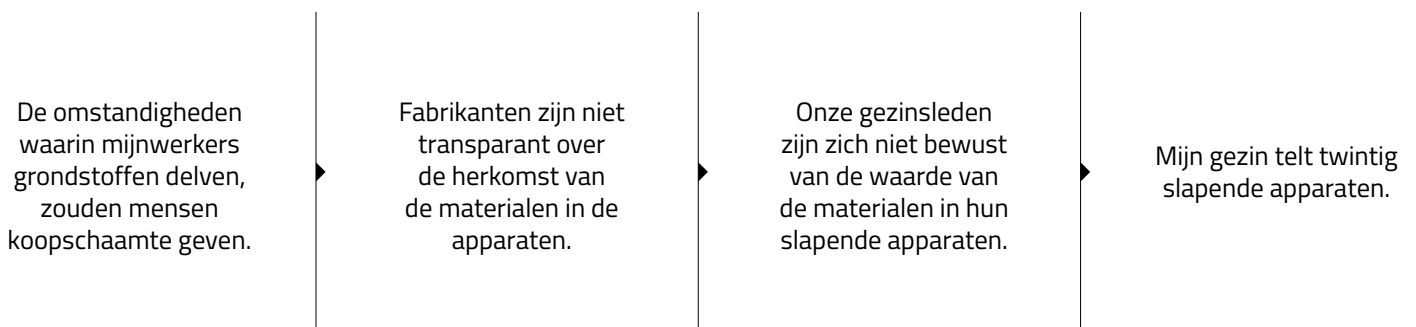 De omstandigheden
waarin mijnwerkers
grondstoffen delven,
zouden mensen
koopschaamte geven.
Fabrikanten zijn niet
transparant over
de herkomst van
de materialen in de
apparaten.
Onze gezinsleden
zijn zich niet bewust
van de waarde van
de materialen in hun
slapende apparaten.
Mijn gezin telt twintig
slapende apparaten.